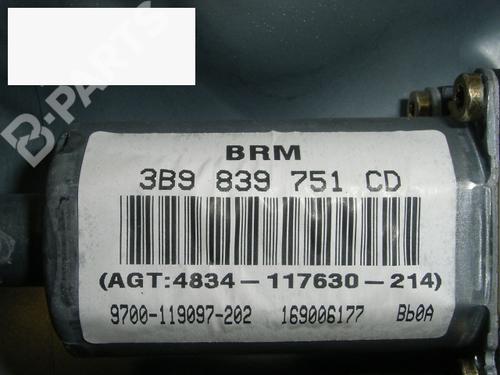 B-PARTS
BRM
3B9 839 751 CD
(AGT:4834-117630-214)
9700-119097-202 169006177 Bb0A